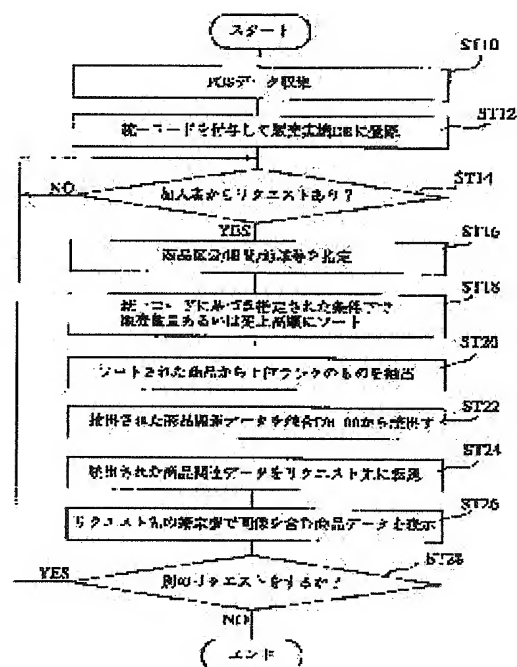 スタート
ST10
POSデータ収集
ST12
統一コードを付与して販売実績DBに登録
ST14
加入者からリクエストあり?
NO
YES
ST16
商品区分/期間/地域等を指定
ST18
統一コードに基づき指定された条件下で
販売数量あるいは売上高順にソート
ST20
ソートされた商品から上位ランクのものを抽出
ST22
抽出された商品関連データを統合DB から読出す
ST24
読出された商品関連データをリクエスト先に転送
ST26
リクエスト先の端末 で画像を含む商品データを表示
ST28
別のリクエストをするか?
YES
NO
エンド